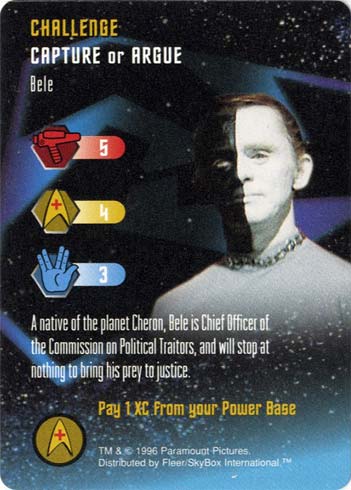 CHALLENGE
CAPTURE or ARGUE
Bele
5
4
3
A native of the planet Cheron, Bele is Chief Officer of
the Commission on Political Traitors, and will stop at
nothing to bring his prey to justice.
Pay 1 XC from your Power Base
TM & © 1996 Paramount Pictures.
Distributed by Fleer/SkyBox International.™